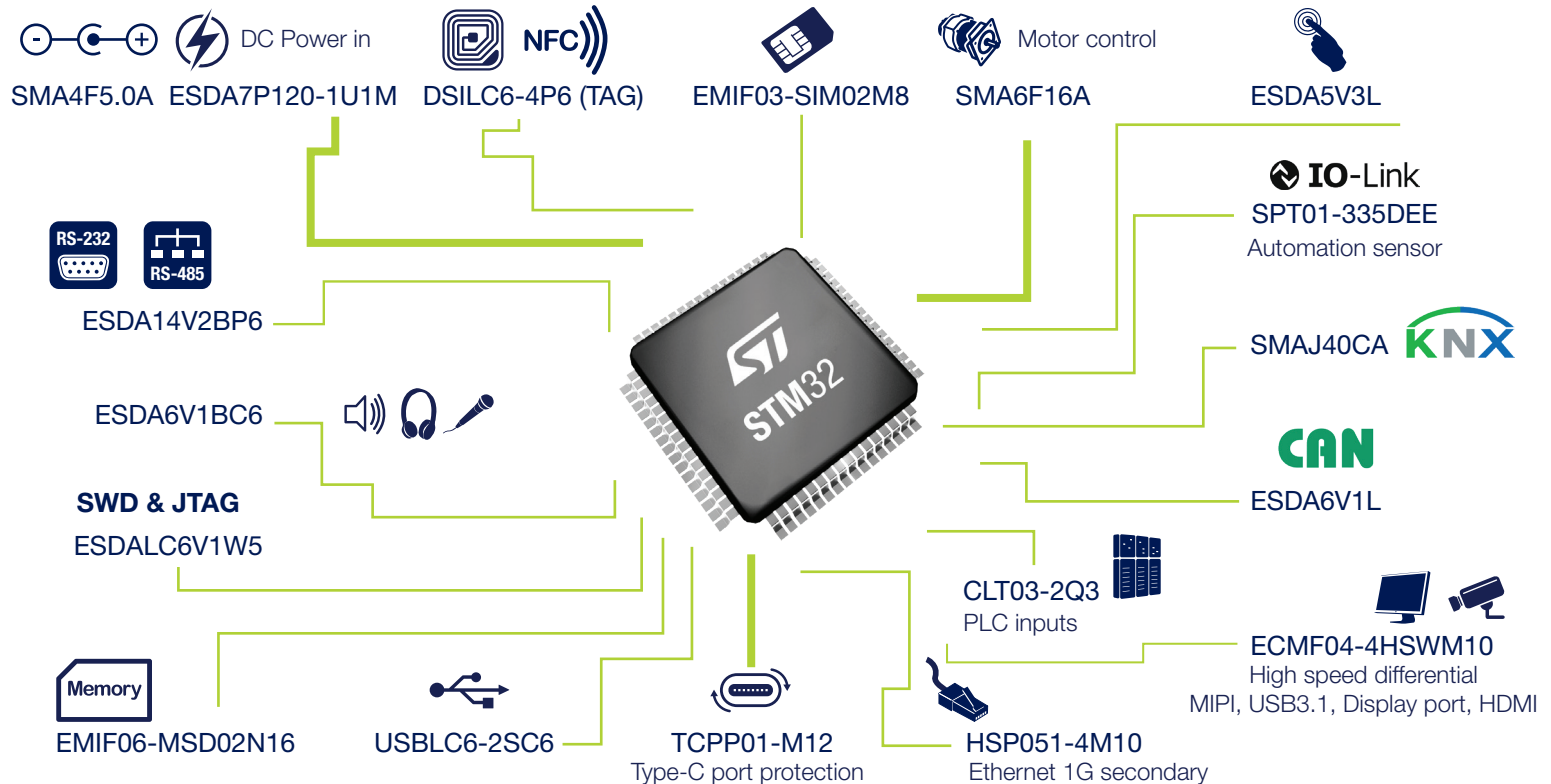 DC Power in
NFC
Motor control
SMA4F5.0A
ESDA7P120-1U1M
DSILC6-4P6 (TAG)
EMIF03-SIM02M8
SMA6F16A
ESDA5V3L
IO-Link
SPT01-335DEE
Automation sensor
RS-232
RS-485
ESDA14V2BP6
SMAJ40CA
KNX
ST
STM32
ESDA6V1BC6
CAN
ESDA6V1L
SWD & JTAG
ESDALC6V1W5
CLT03-2Q3
PLC inputs
ECMF04-4HSWM10
High speed differential
MIPI, USB3.1, Display port, HDMI
Memory
EMIF06-MSD02N16
USBLC6-2SC6
TCPP01-M12
Type-C port protection
HSP051-4M10
Ethernet 1G secondary